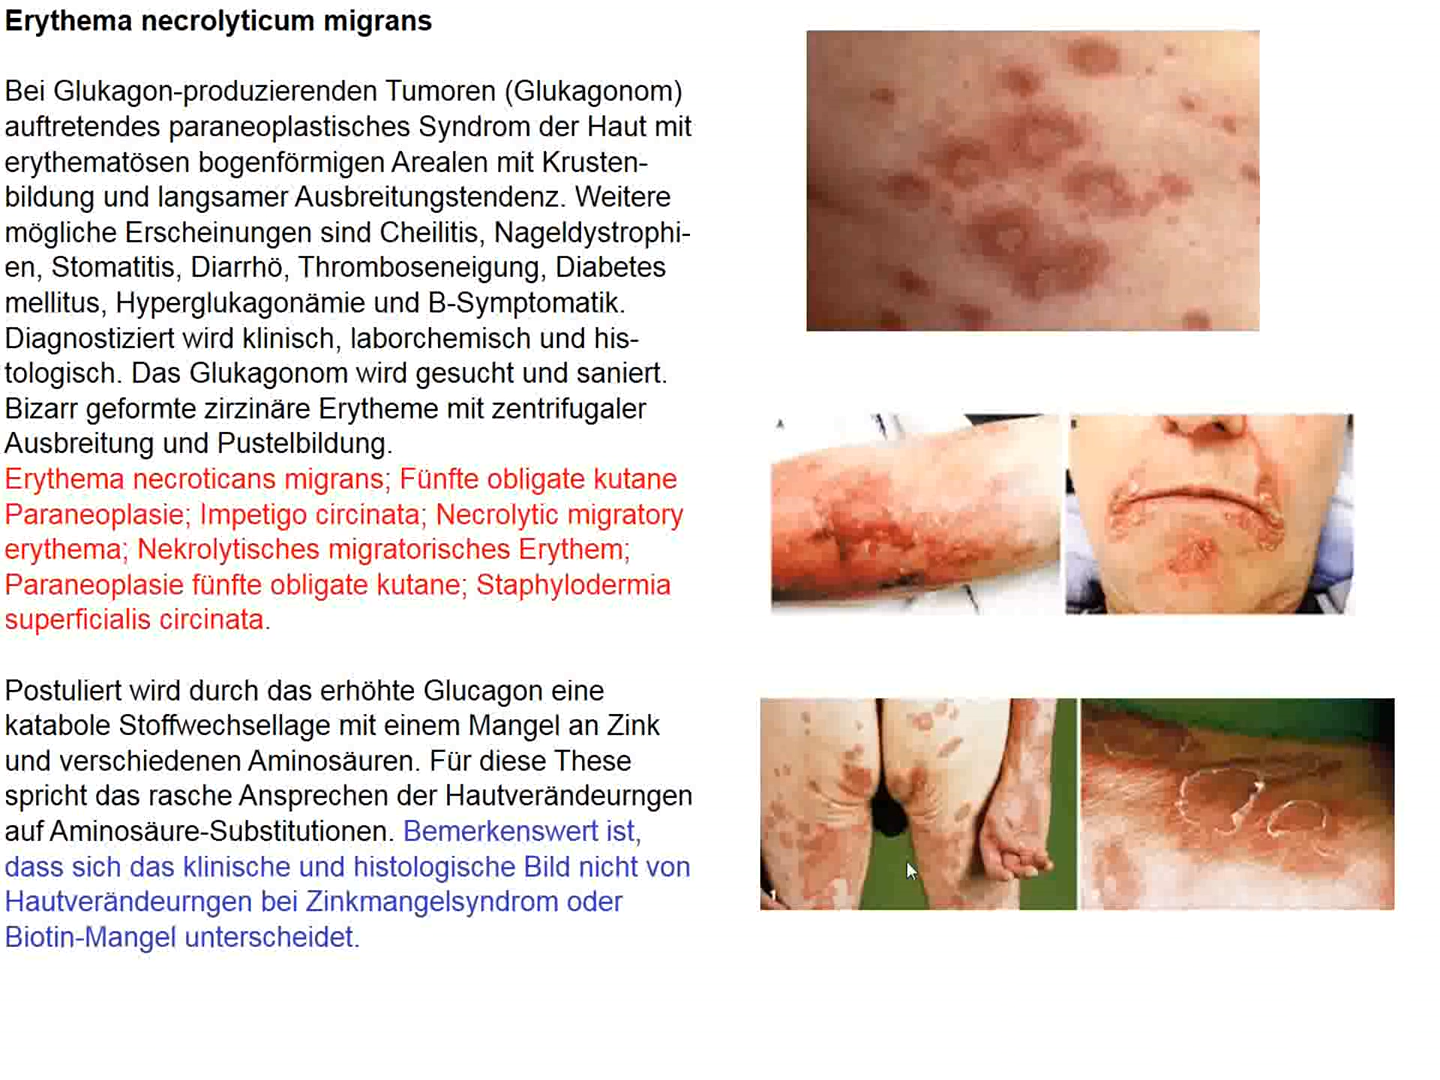 Erythema necrolyticum migrans
Bei Glukagon-produzierenden Tumoren (Glukagonom)
auftretendes paraneoplastisches Syndrom der Haut mit
erythematösen bogenförmigen Arealen mit Krusten-
bildung und langsamer Ausbreitungstendenz. Weitere
mögliche Erscheinungen sind Cheilitis, Nageldystrophi-
en, Stomatitis, Diarrhö, Thromboseneigung, Diabetes
mellitus, Hyperglukagonämie und B-Symptomatik.
Diagnostiziert wird klinisch, laborchemisch und his-
tologisch. Das Glukagonom wird gesucht und saniert.
Bizarr geformte zirzinäre Erytheme mit zentrifugaler
Ausbreitung und Pustelbildung.
Erythema necroticans migrans; Fünfte obligate kutane
Paraneoplasie; Impetigo circinata; Necrolytic migratory
erythema; Nekrolytisches migratorisches Erythem;
Paraneoplasie fünfte obligate kutane; Staphylodermia
superficialis circinata.
Postuliert wird durch das erhöhte Glucagon eine
katabole Stoffwechsellage mit einem Mangel an Zink
und verschiedenen Aminosäuren. Für diese These
spricht das rasche Ansprechen der Hautverändeurngen
auf Aminosäure-Substitutionen. Bemerkenswert ist,
dass sich das klinische und histologische Bild nicht von
Hautverändeurngen bei Zinkmangelsyndrom oder
Biotin-Mangel unterscheidet.
A
B
1